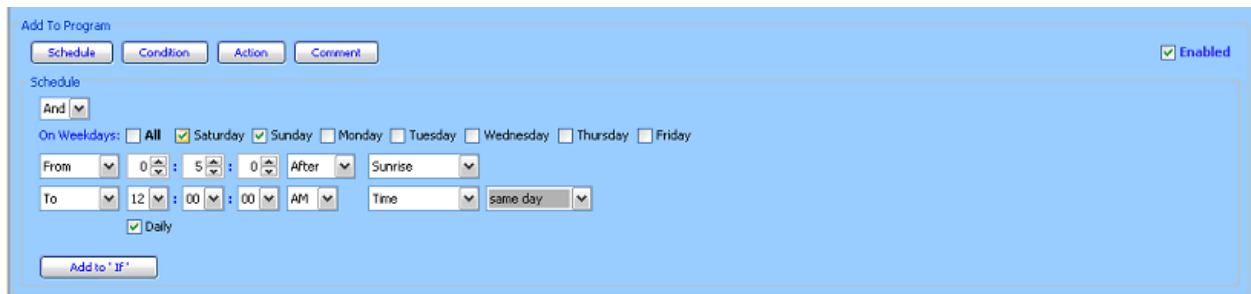 Add To Program
Schedule Condition Action Comment Enabled
Schedule
And
On Weekdays: All Saturday Sunday Monday Tuesday Wednesday Thursday Friday
From 0 : 5 : 0 After Sunrise
To 12 : 00 : 00 AM Time same day
Daily
Add to ' If '